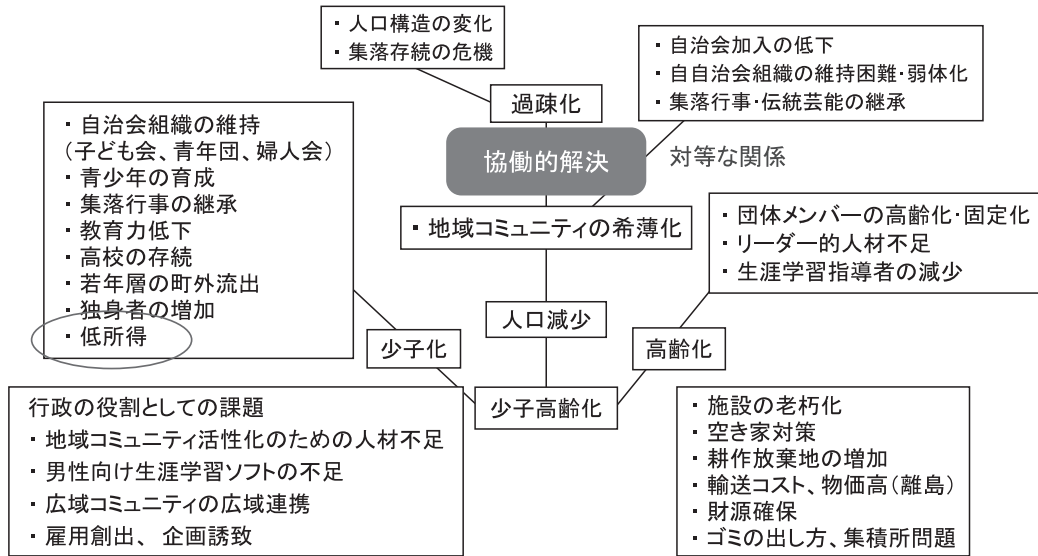 ・人口構造の変化
・集落存続の危機
・自治会加入の低下
・自自治会組織の維持困難・弱体化
・集落行事・伝統芸能の継承
過疎化
・自治会組織の維持
(子ども会、青年団、婦人会)
・青少年の育成
・集落行事の継承
・教育力低下
・高校の存続
・若年層の町外流出
・独身者の増加
・低所得
協働的解決
対等な関係
・地域コミュニティの希薄化
・団体メンバーの高齢化・固定化
・リーダー的人材不足
・生涯学習指導者の減少
人口減少
少子化
高齢化
少子高齢化
行政の役割としての課題
・地域コミュニティ活性化のための人材不足
・男性向け生涯学習ソフトの不足
・広域コミュニティの広域連携
・雇用創出、企画誘致
・施設の老朽化
・空き家対策
・耕作放棄地の増加
・輸送コスト、物価高(離島)
・財源確保
・ゴミの出し方、集積所問題